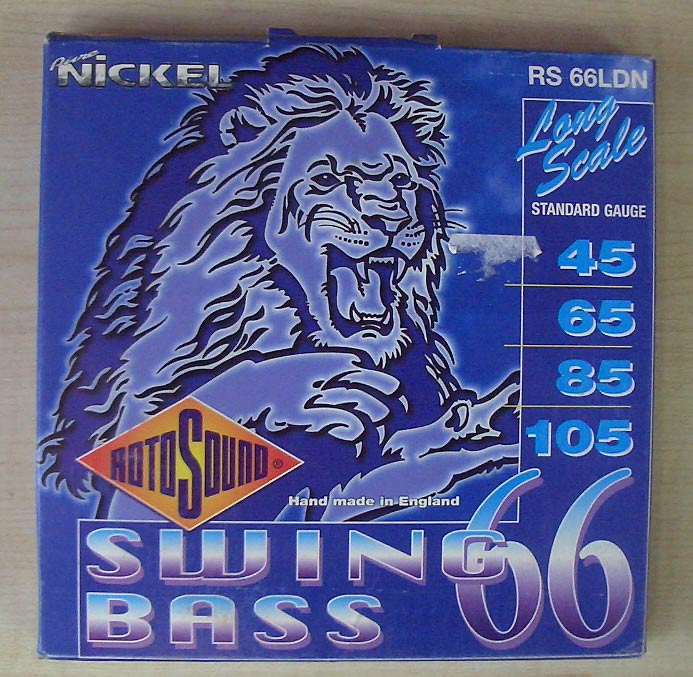 Pure
NICKEL
RS 66LDN
Long
Scale
STANDARD GAUGE
45
65
85
105
ROTOSOUND®
Hand made in England
SWING
BASS
66